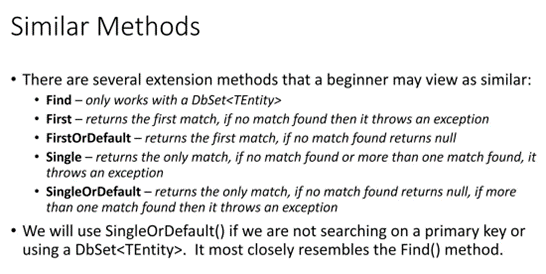 Similar Methods
• There are several extension methods that a beginner may view as similar:
• Find – only works with a DbSet<TEntity>
• First – returns the first match, if no match found then it throws an exception
• FirstOrDefault – returns the first match, if no match found returns null
• Single – returns the only match, if no match found or more than one match found, it
throws an exception
• SingleOrDefault – returns the only match, if no match found returns null, if more
than one match found then it throws an exception
• We will use SingleOrDefault() if we are not searching on a primary key or
using a DbSet<TEntity>.  It most closely resembles the Find() method.